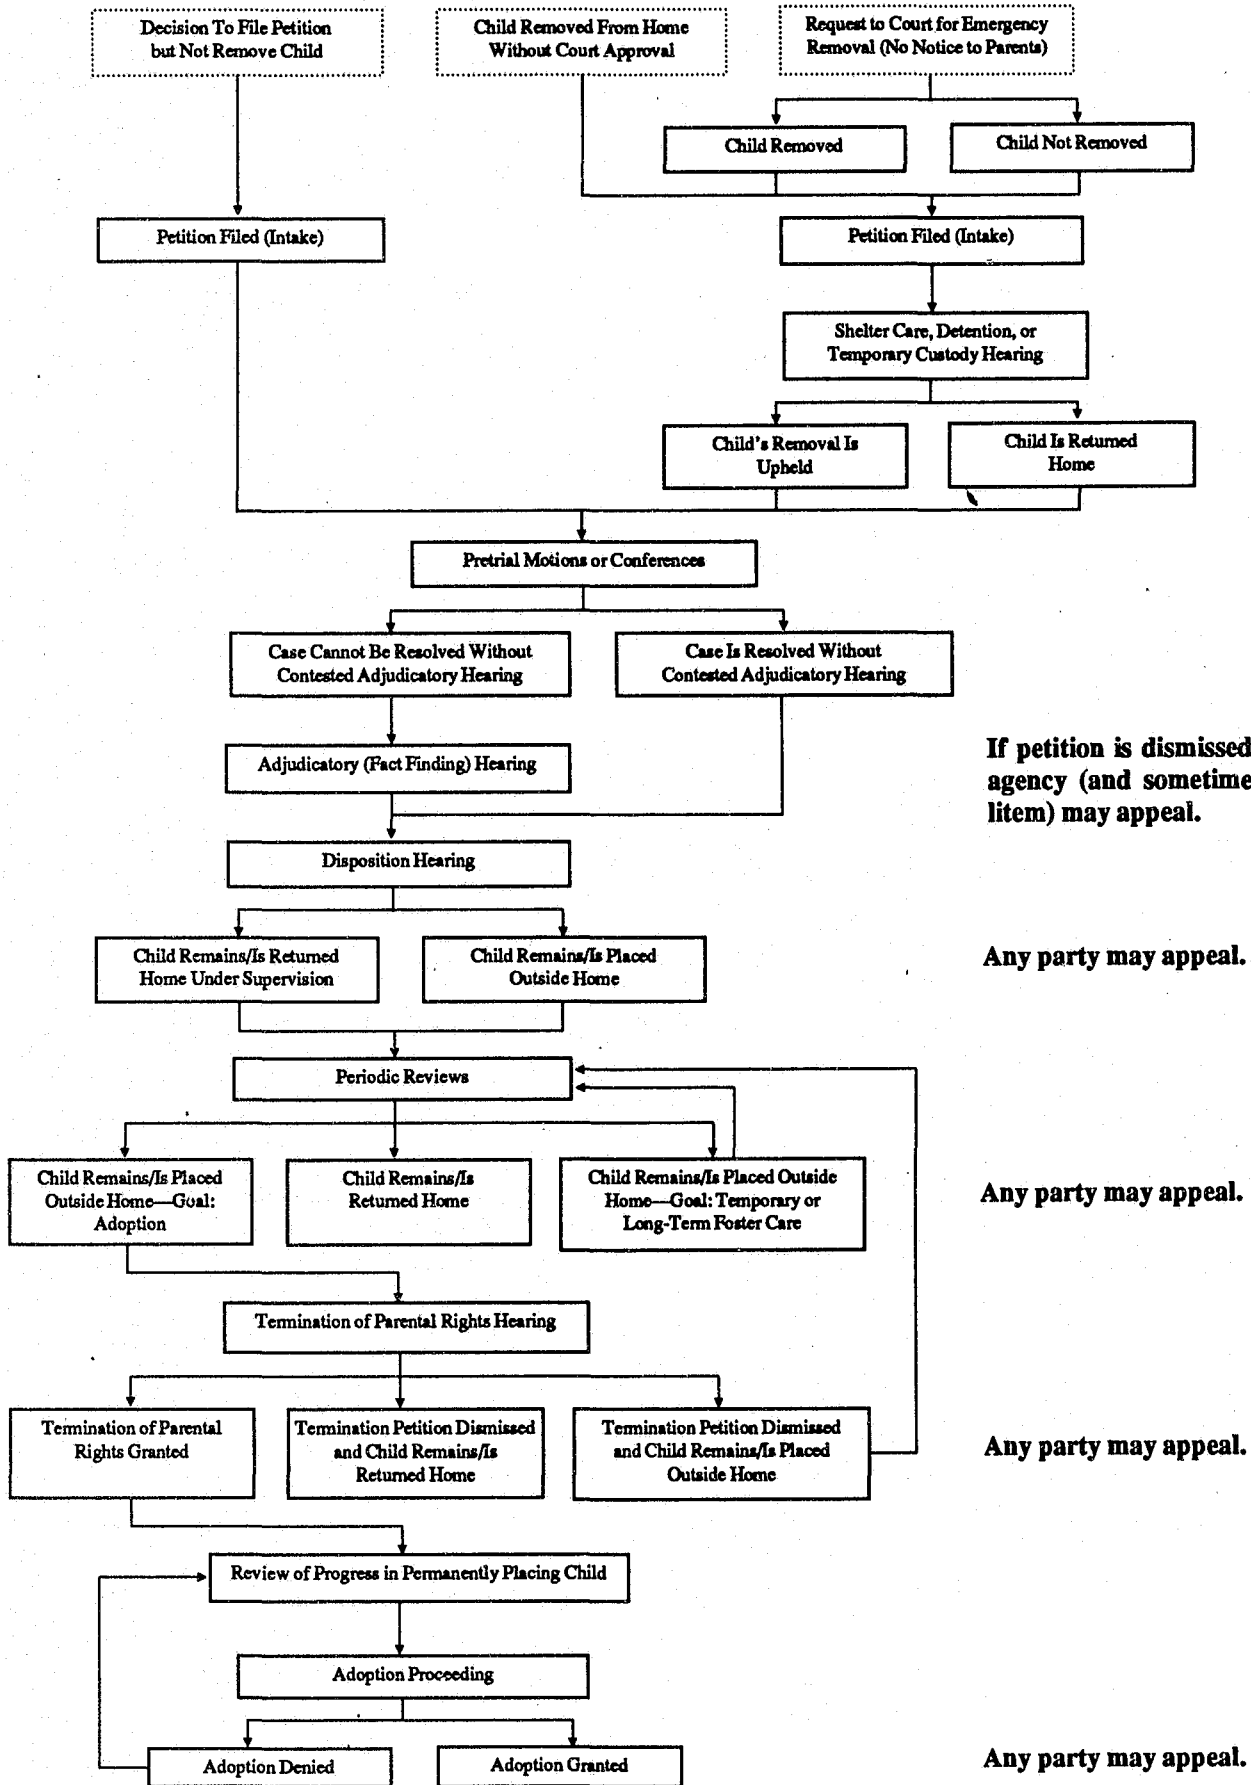 Decision To File Petition
but Not Remove Child
Child Removed From Home
Without Court Approval
Request to Court for Emergency
Removal (No Notice to Parents)
Child Removed
Child Not Removed
Petition Filed (Intake)
Petition Filed (Intake)
Shelter Care, Detention, or
Temporary Custody Hearing
Child's Removal Is
Upheld
Child Is Returned
Home
Pretrial Motions or Conferences
Case Cannot Be Resolved Without
Contested Adjudicatory Hearing
Case Is Resolved Without
Contested Adjudicatory Hearing
Adjudicatory (Fact Finding) Hearing
If petition is dismissed
agency (and sometime
litem) may appeal.
Disposition Hearing
Child Remains/Is Returned
Home Under Supervision
Child Remains/Is Placed
Outside Home
Any party may appeal.
Periodic Reviews
Child Remains/Is Placed
Outside Home—Goal:
Adoption
Child Remains/Is
Returned Home
Child Remains/Is Placed Outside
Home—Goal: Temporary or
Long-Term Foster Care
Any party may appeal.
Termination of Parental Rights Hearing
Termination of Parental
Rights Granted
Termination Petition Dismissed
and Child Remains/Is
Returned Home
Termination Petition Dismissed
and Child Remains/Is Placed
Outside Home
Any party may appeal.
Review of Progress in Permanently Placing Child
Adoption Proceeding
Adoption Denied
Adoption Granted
Any party may appeal.